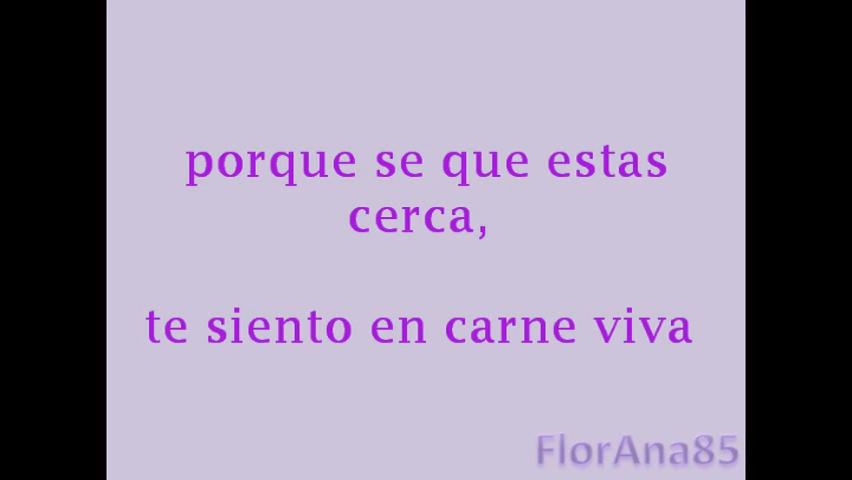 porque se que estas
cerca,
te siento en carne viva
FlorAna85